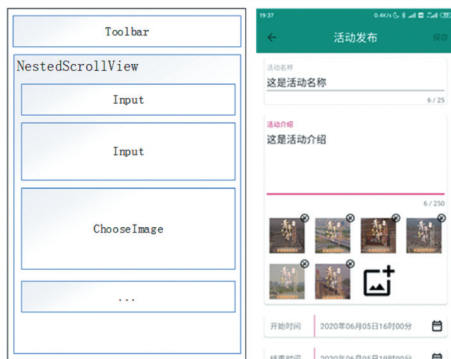 Toolbar
NestedScrollView
Input
Input
ChooseImage
...
19:37
活动发布
保存
活动名称
这是活动名称
6 / 25
活动介绍
这是活动介绍
6 / 250
开始时间 2020年06月05日16时00分
结束时间 2020年06月05日18时00分